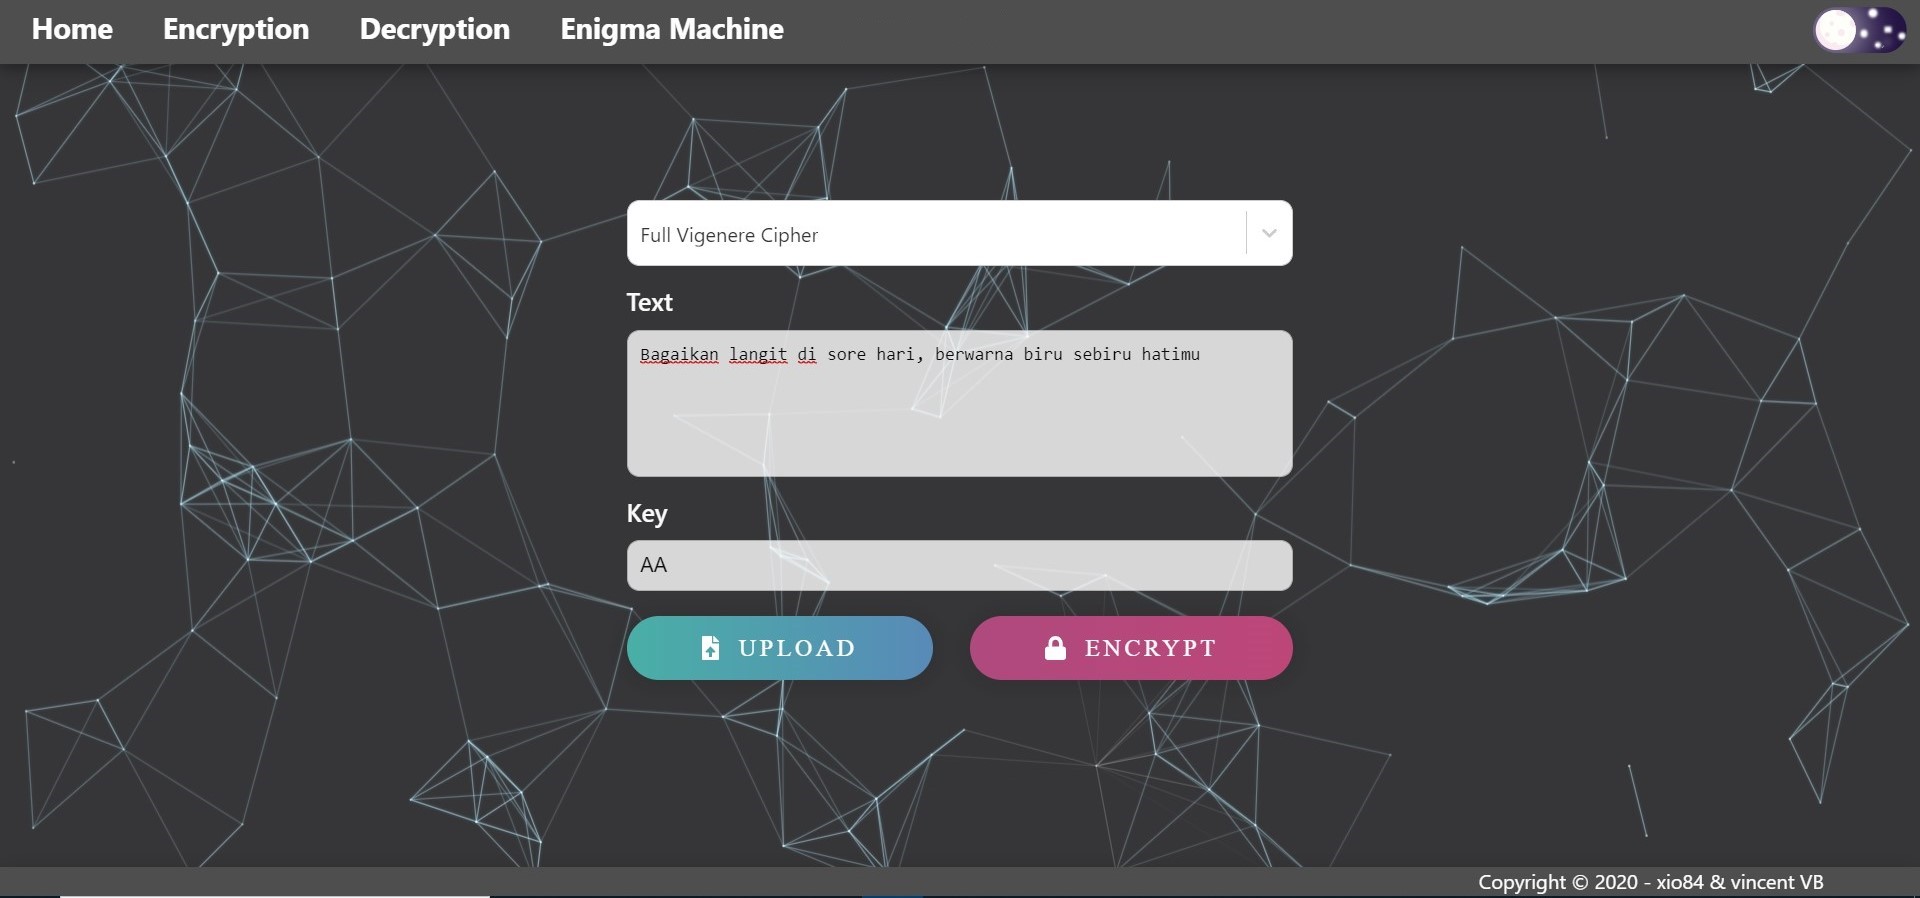 Home Encryption Decryption Enigma Machine
Full Vigenere Cipher
Text
Bagaikan langit di sore hari, berwarna biru sebiru hatimu
Key
AA
UPLOAD ENCRYPT
Copyright © 2020 - xio84 & vincent VB